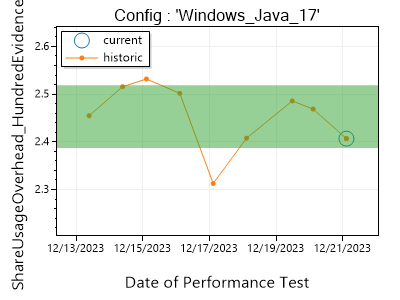 Config : 'Windows_Java_17'
current
historic
ShareUsageOverhead_HundredEvidence
2.6
2.5
2.4
2.3
12/13/2023 12/15/2023 12/17/2023 12/19/2023 12/21/2023
Date of Performance Test